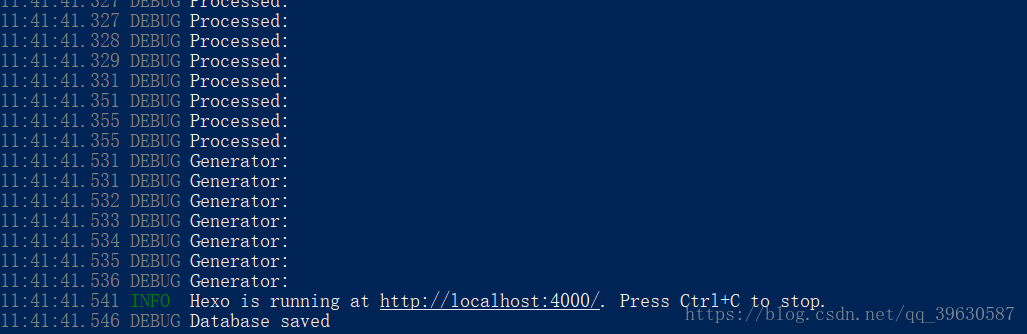 11:41:41.327 DEBUG Processed:
11:41:41.327 DEBUG Processed:
11:41:41.328 DEBUG Processed:
11:41:41.329 DEBUG Processed:
11:41:41.331 DEBUG Processed:
11:41:41.351 DEBUG Processed:
11:41:41.355 DEBUG Processed:
11:41:41.355 DEBUG Processed:
11:41:41.531 DEBUG Generator:
11:41:41.531 DEBUG Generator:
11:41:41.532 DEBUG Generator:
11:41:41.533 DEBUG Generator:
11:41:41.534 DEBUG Generator:
11:41:41.535 DEBUG Generator:
11:41:41.536 DEBUG Generator:
11:41:41.541 INFO  Hexo is running at http://localhost:4000/. Press Ctrl+C to stop.
11:41:41.546 DEBUG Database saved
https://blog.csdn.net/qq_39630587